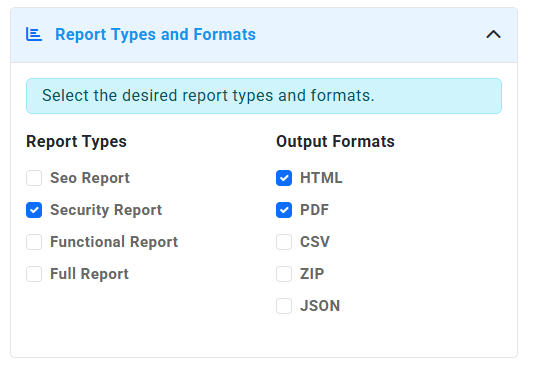 Report Types and Formats
Select the desired report types and formats.
Report Types
Seo Report
Security Report
Functional Report
Full Report
Output Formats
HTML
PDF
CSV
ZIP
JSON